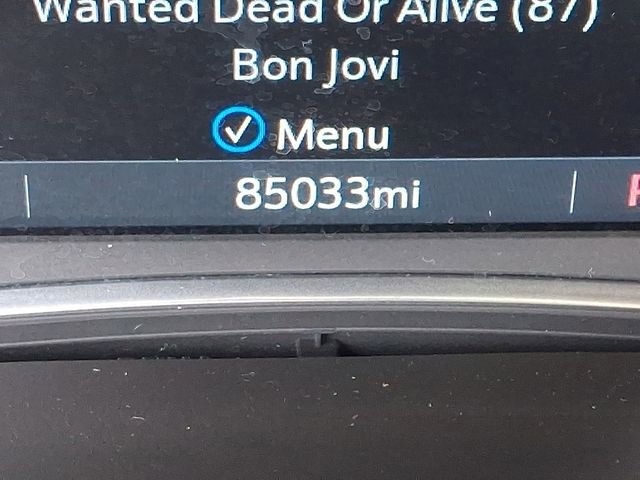 Wanted Dead Or Alive (87)
Bon Jovi
Menu
85033mi